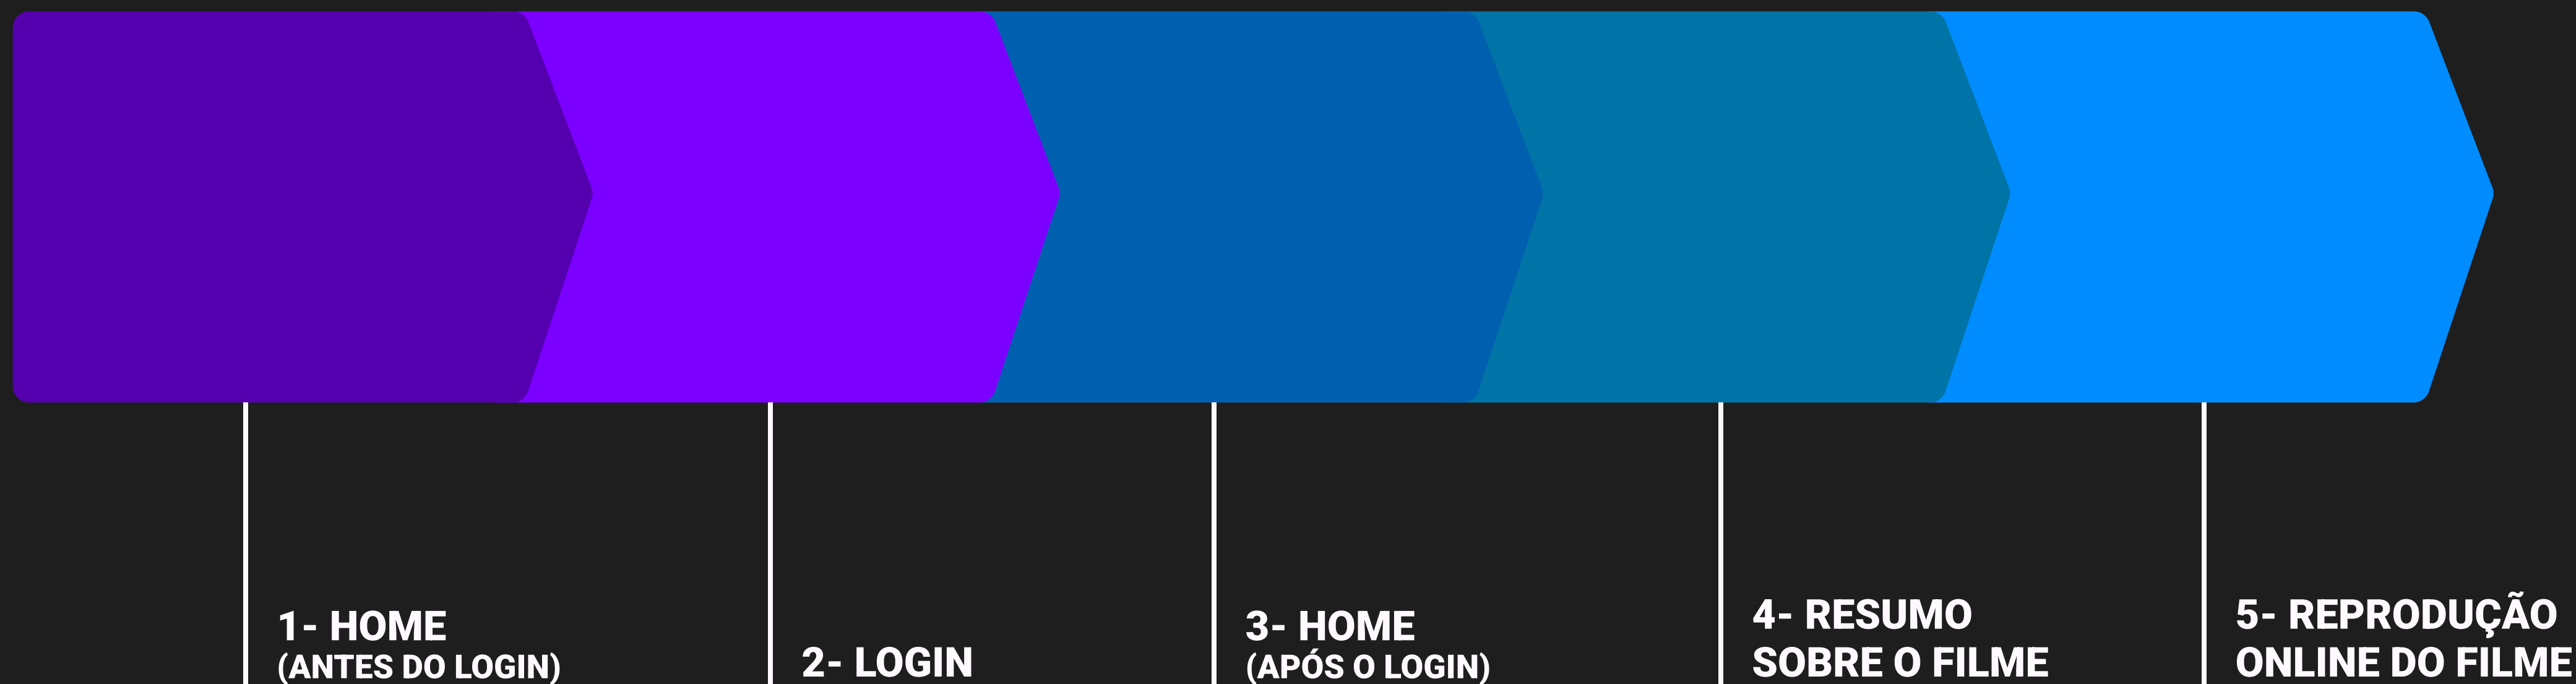 1- HOME
(ANTES DO LOGIN)
2- LOGIN
3- HOME
(APÓS O LOGIN)
4- RESUMO
SOBRE O FILME
5- REPRODUÇÃO
ONLINE DO FILME